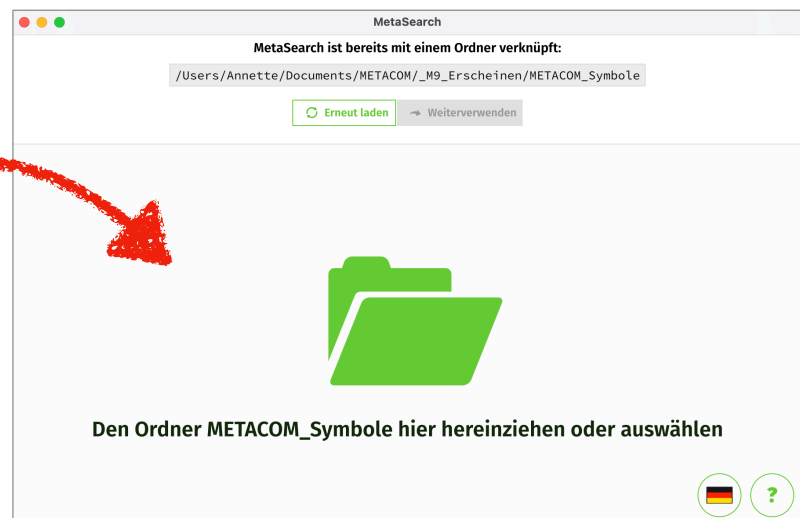 MetaSearch
MetaSearch ist bereits mit einem Ordner verknüpft:
/Users/Annette/Documents/METACOM/_M9_Erscheinen/METACOM_Symbole
Erneut laden Weiterverwenden
Den Ordner METACOM_Symbole hier hereinziehen oder auswählen
?